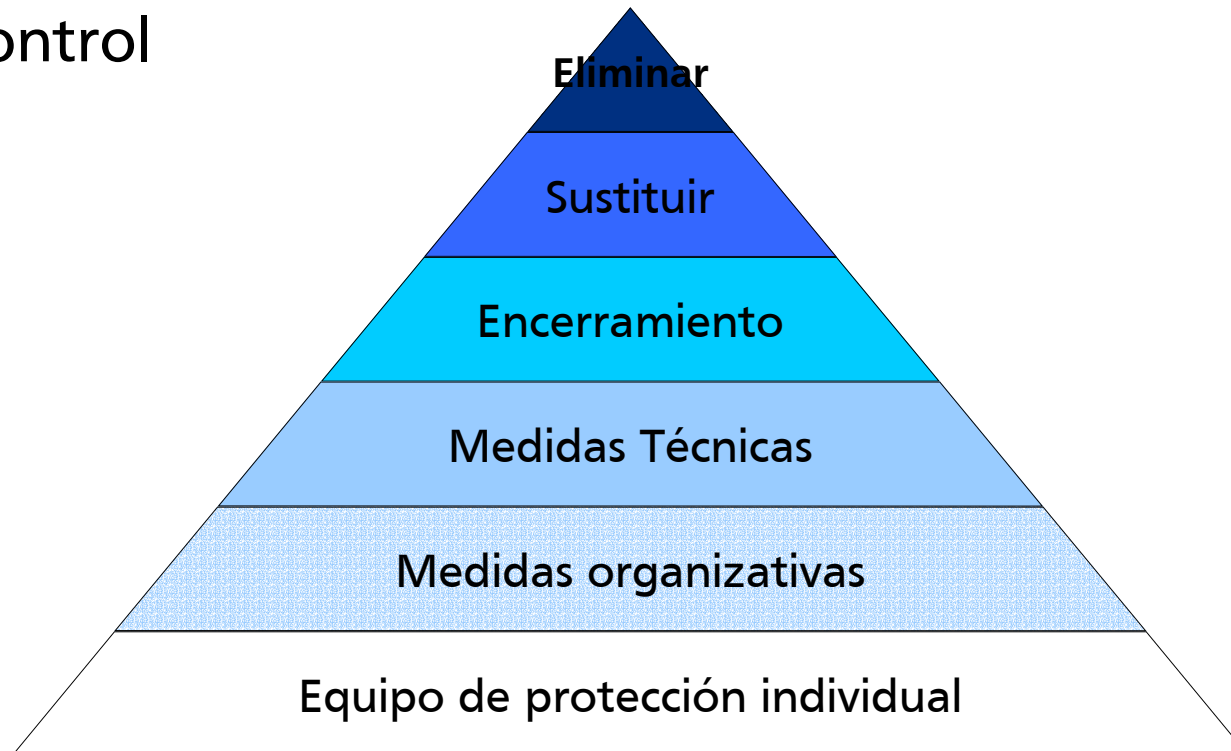 ontrol
Eliminar
Sustituir
Encerramiento
Medidas Técnicas
Medidas organizativas
Equipo de protección individual